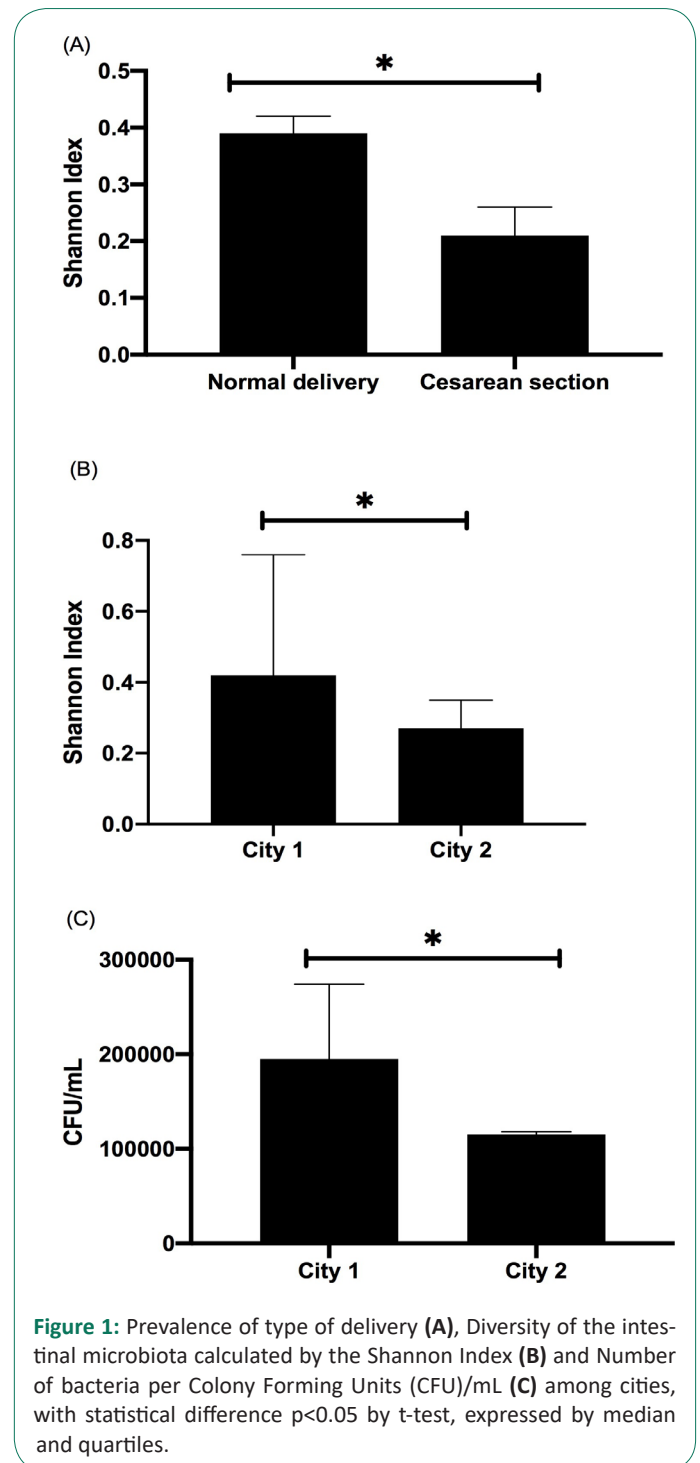 (A)
*
0.5
0.4
0.3
0.2
0.1
0.0
Shannon Idex
Normal delivery Cesarean section
(B)
*
0.8
0.6
0.4
0.2
0.0
Shannon Index
City 1 City 2
(C)
*
300000
200000
100000
0
CFU/mL
City 1 City 2
Figure 1: Prevalence of type of delivery (A), Diversity of the intes-
tinal microbiota calculated by the Shannon Index (B) and Number
of bacteria per Colony Forming Units (CFU)/mL (C) among cities,
with statistical difference p<0.05 by t-test, expressed by median
and quartiles.